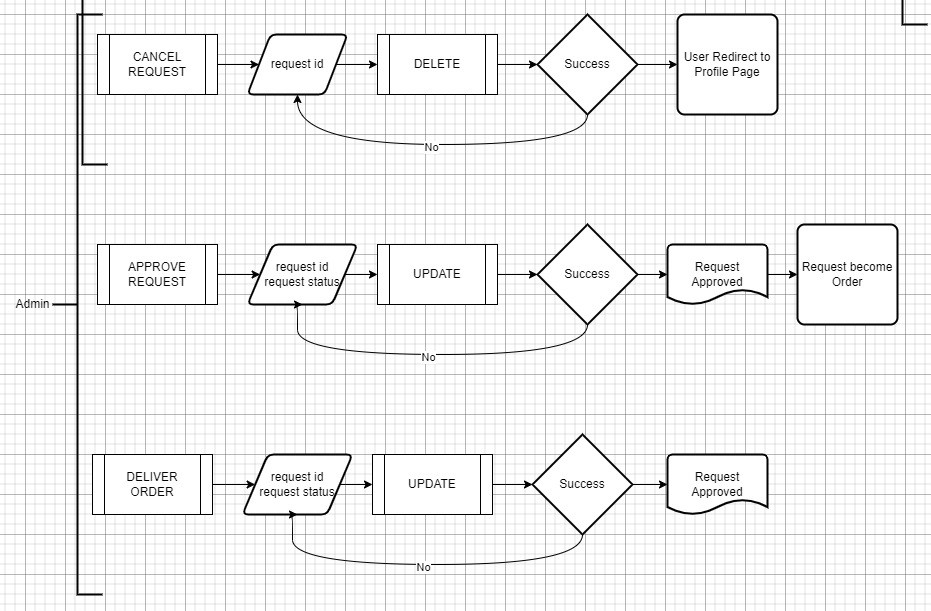 CANCEL
REQUEST
request id
DELETE
Success
User Redirect to
Profile Page
No
Admin
APPROVE
REQUEST
request id
request status
UPDATE
Success
Request
Approved
Request become
Order
No
DELIVER
ORDER
request id
request status
UPDATE
Success
Request
Approved
No